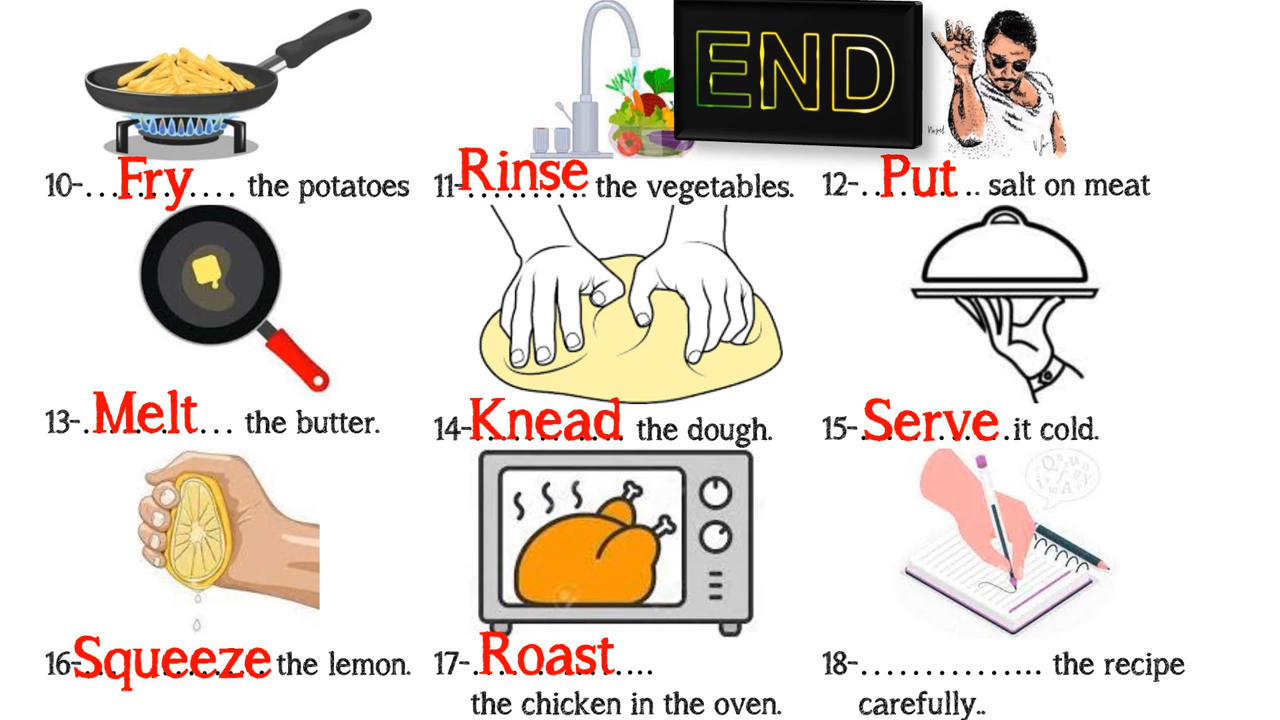 END
10-...Fry.... the potatoes
11-Rinse.......... the vegetables.
12-..Put... salt on meat
13-.Melt... the butter.
14-Knead............ the dough.
15-.Serve.it cold.
16-Squeeze the lemon.
17-.Roast....
the chicken in the oven.
18-.............. the recipe
carefully..